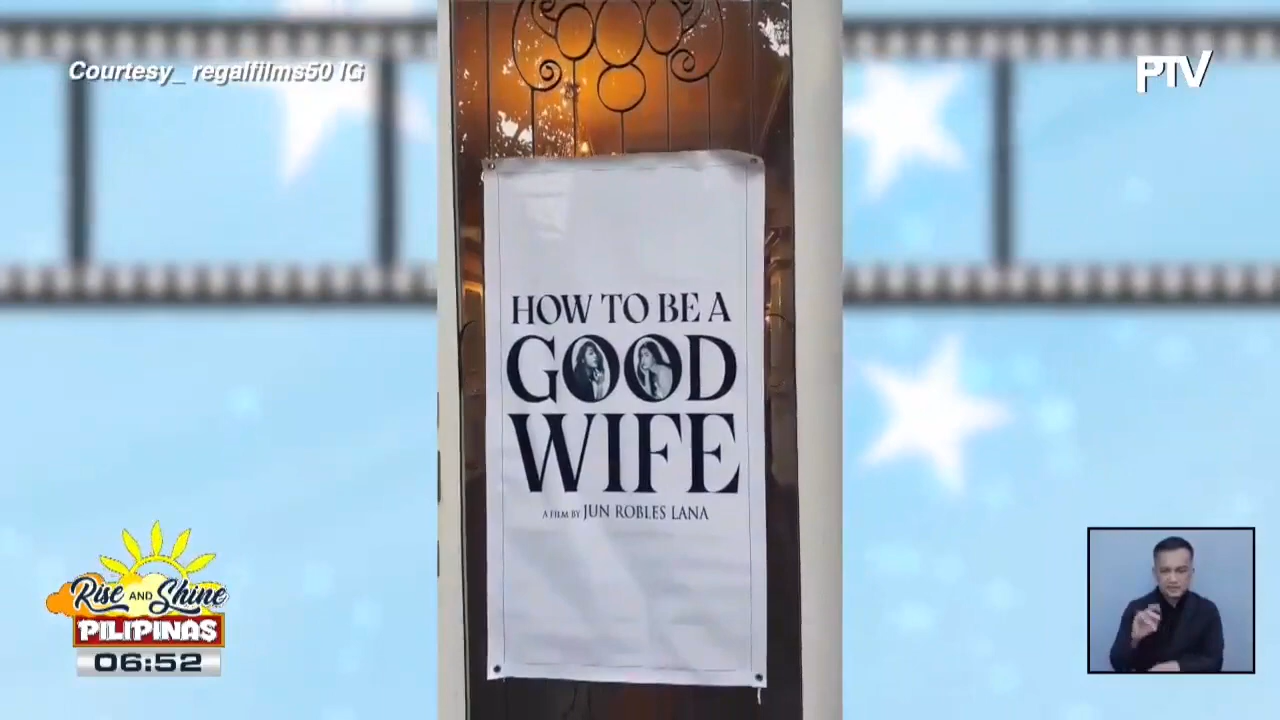 Courtesy_ regalfilms50 IG
PTV
HOW TO BE A
GOOD
WIFE
A FILM BY JUN ROBLES LANA
Rise AND Shine
PILIPINAS
06:52